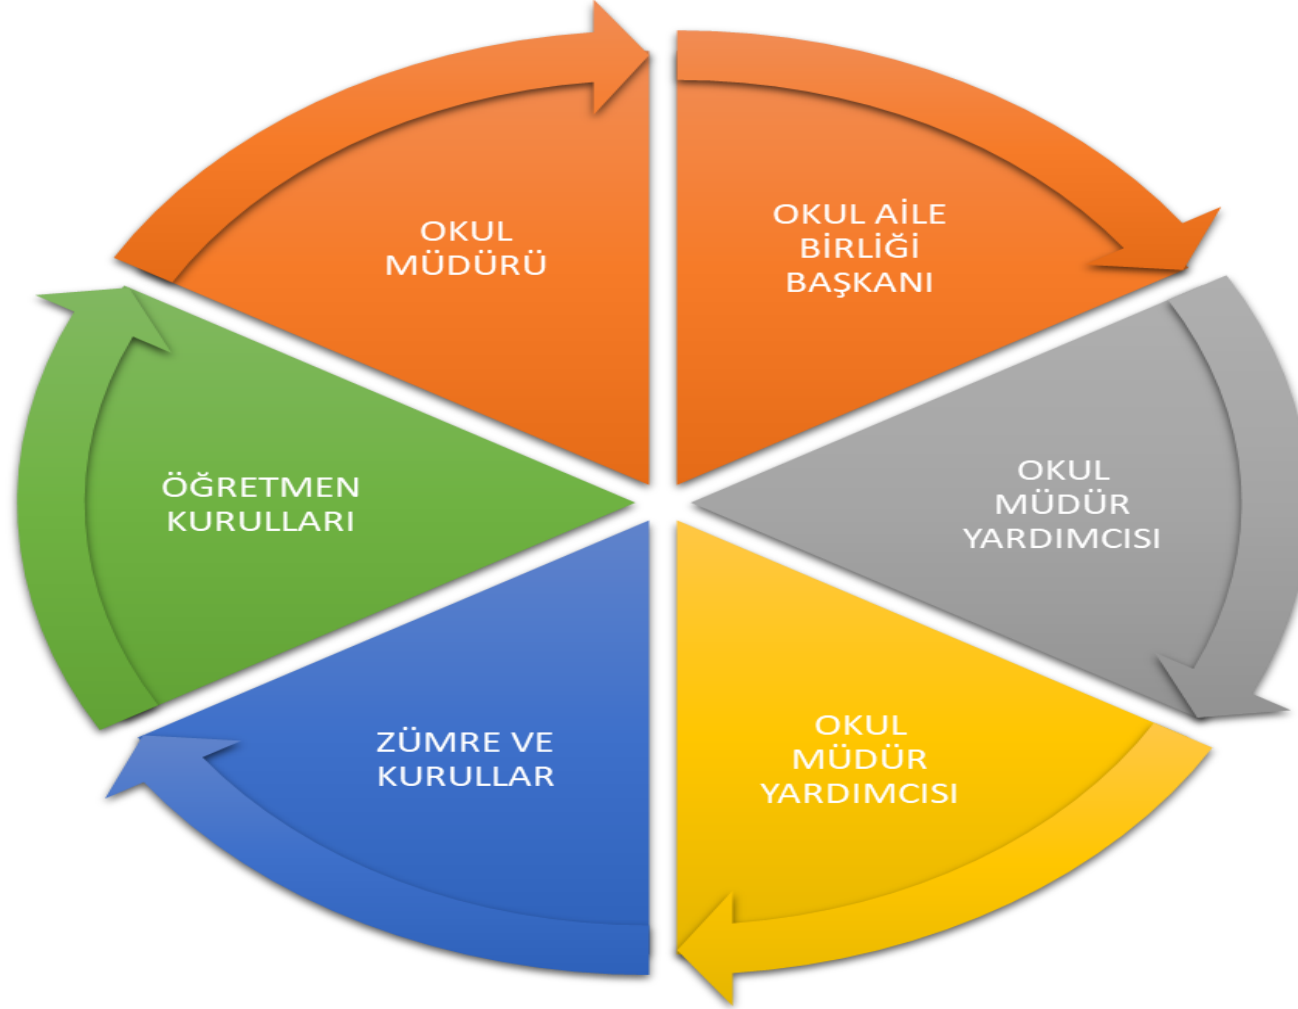 OKUL
MÜDÜRÜ
OKUL AİLE
BİRLİĞİ
BAŞKANI
OKUL
MÜDÜR
YARDIMCISI
OKUL
MÜDÜR
YARDIMCISI
ZÜMRE VE
KURULLAR
ÖĞRETMEN
KURULLARI